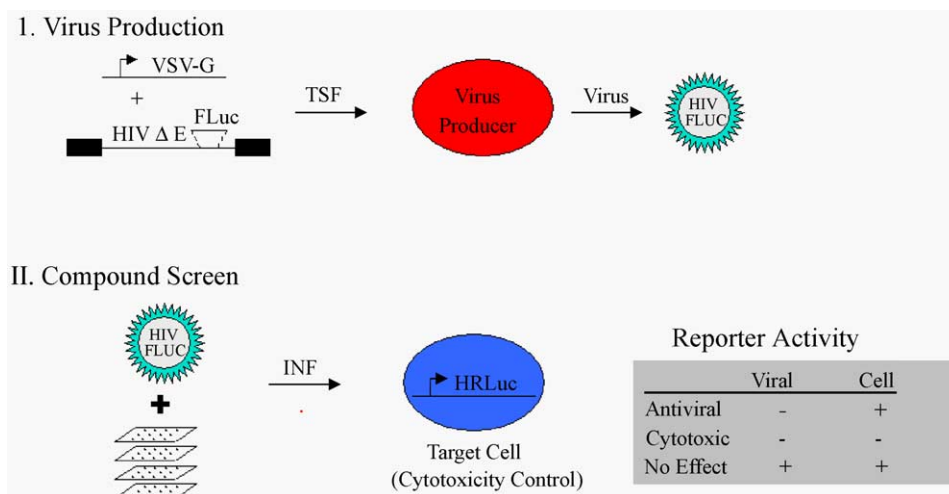 I. Virus Production
VSV-G
+
FLuc
HIV Δ E
TSF
Virus
Producer
Virus
HIV
FLUC
II. Compound Screen
HIV
FLUC
+
INF
HRLuc
Target Cell
(Cytotoxicity Control)
Reporter Activity
Viral Cell
Antiviral - +
Cytotoxic - -
No Effect + +